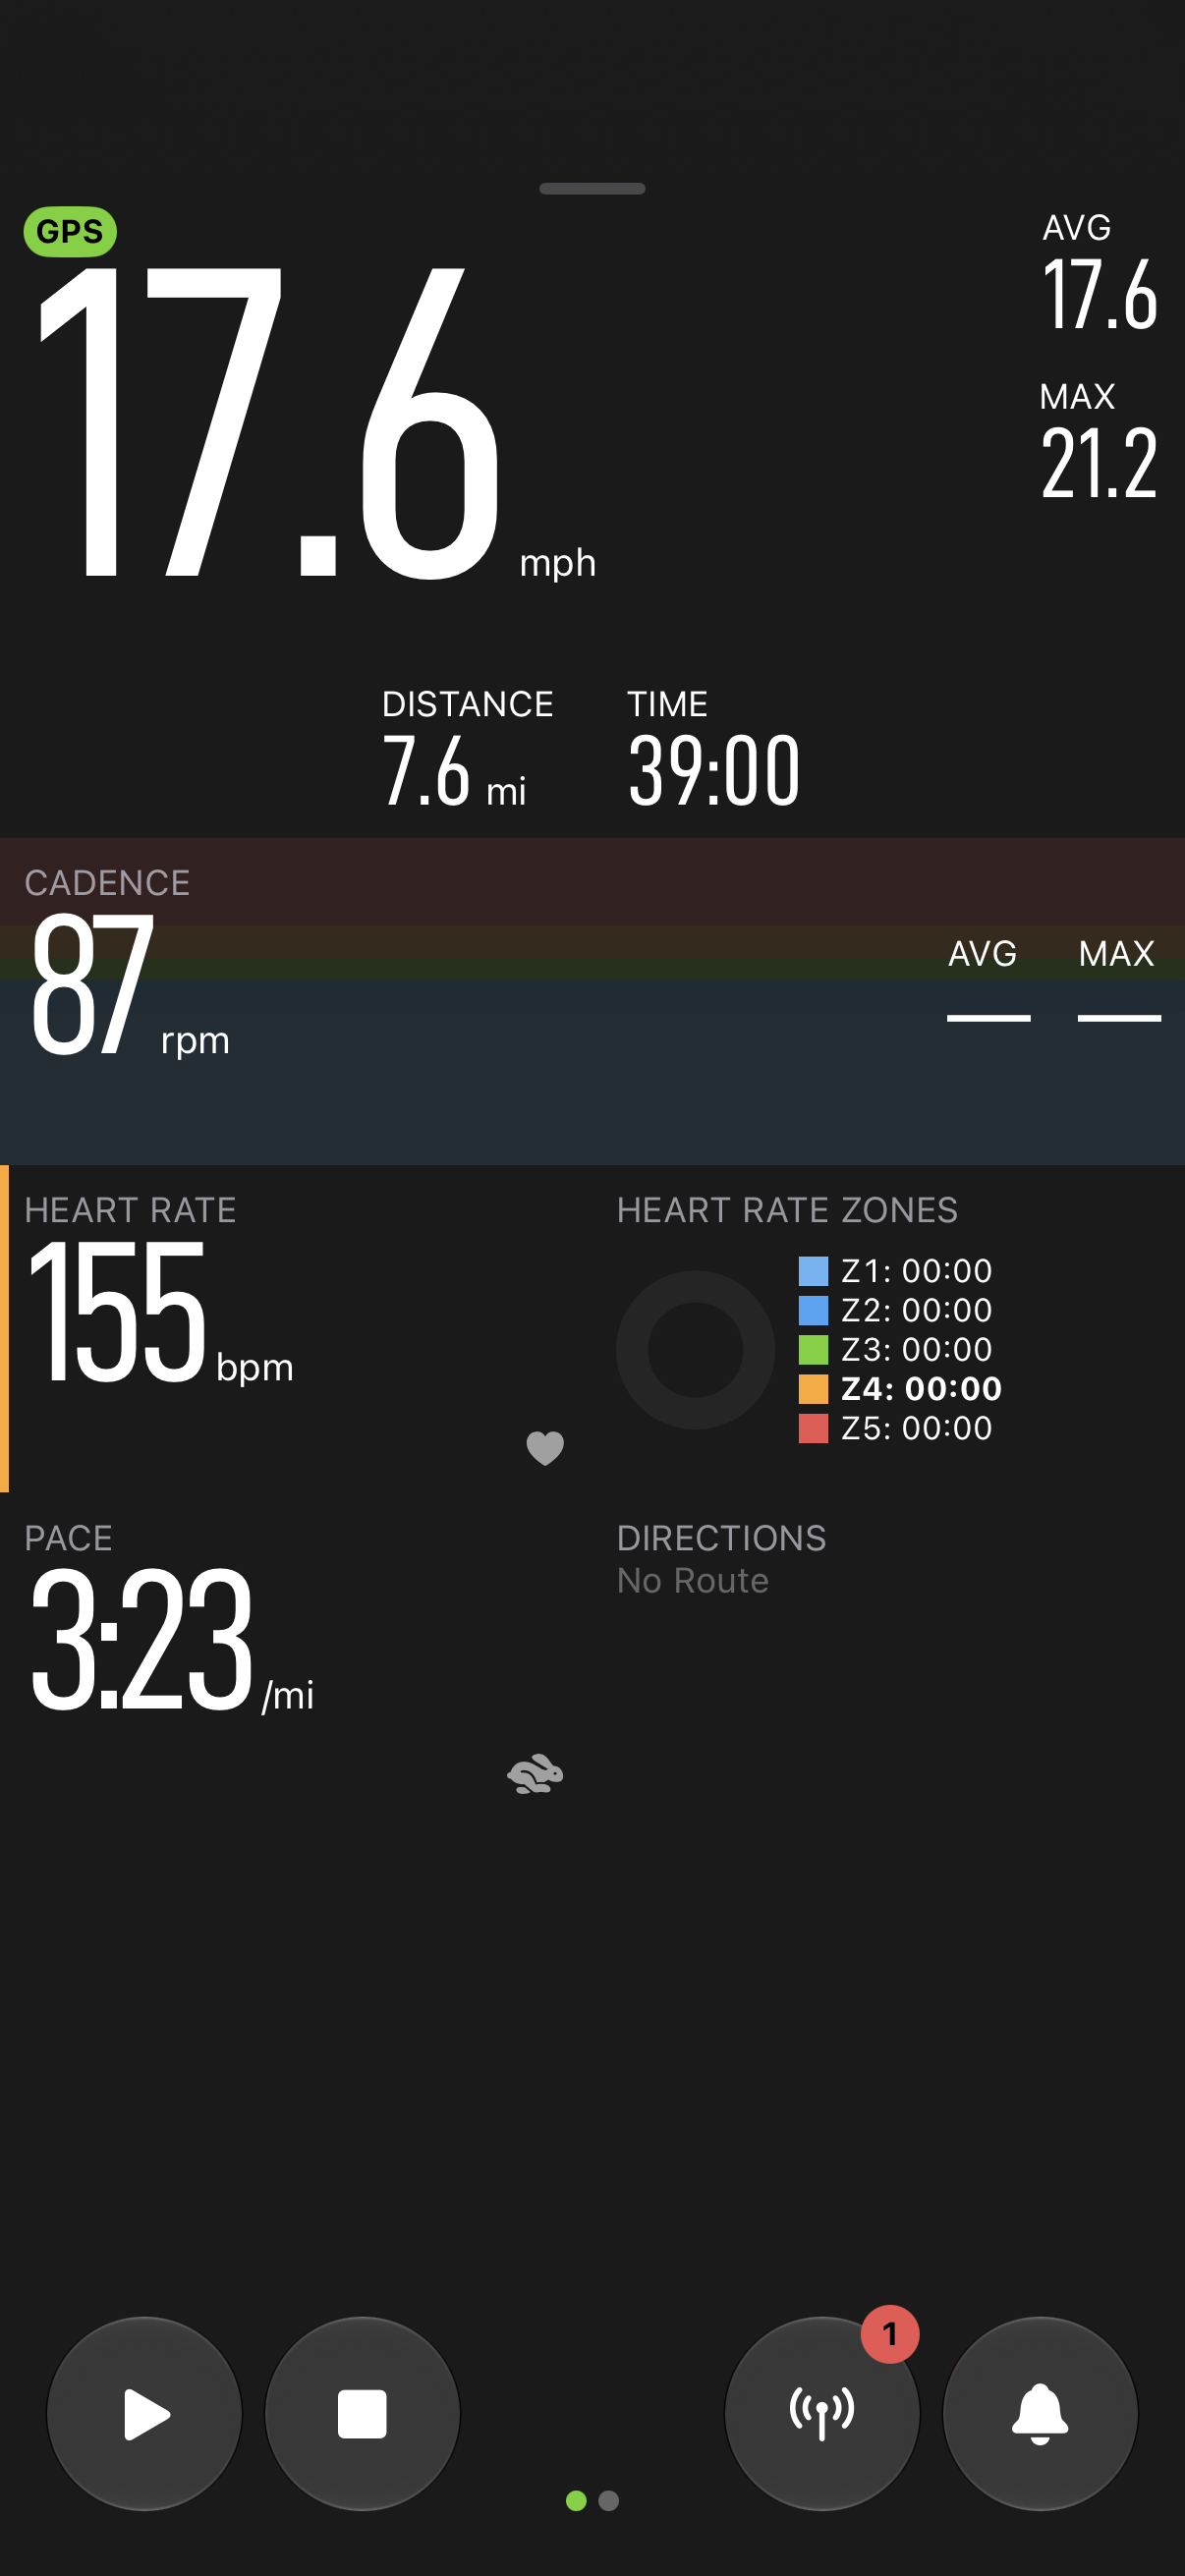 GPS
17.6 mph
AVG
17.6
MAX
21.2
DISTANCE
7.6 mi
TIME
39:00
CADENCE
87 rpm
AVG
—
MAX
—
HEART RATE
155 bpm
HEART RATE ZONES
Z1: 00:00
Z2: 00:00
Z3: 00:00
Z4: 00:00
Z5: 00:00
PACE
3:23 /mi
DIRECTIONS
No Route
1